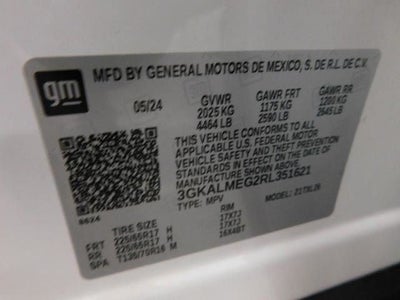 gm
MFD BY GENERAL MOTORS DE MEXICO, S. DE R.L. DE C.V.
05/24 GVWR GAWR FRT GAWR RR
2025 KG 1175 KG 1200 KG
4464 LB 2590 LB 2645 LB
THIS VEHICLE CONFORMS TO ALL
APPLICABLE U.S. FEDERAL MOTOR
VEHICLE SAFETY AND THEFT PREVENTION
STANDARDS IN EFFECT ON THE DATE OF
MANUFACTURE SHOWN ABOVE.
3GKALMEG2RL351621
TYPE: MPV
8624
TIRE SIZE RIM
FRT 225/65R17 H 17X7J
RR 225/65R17 H 17X7J
SPA T135/70R16 M 16X4BT